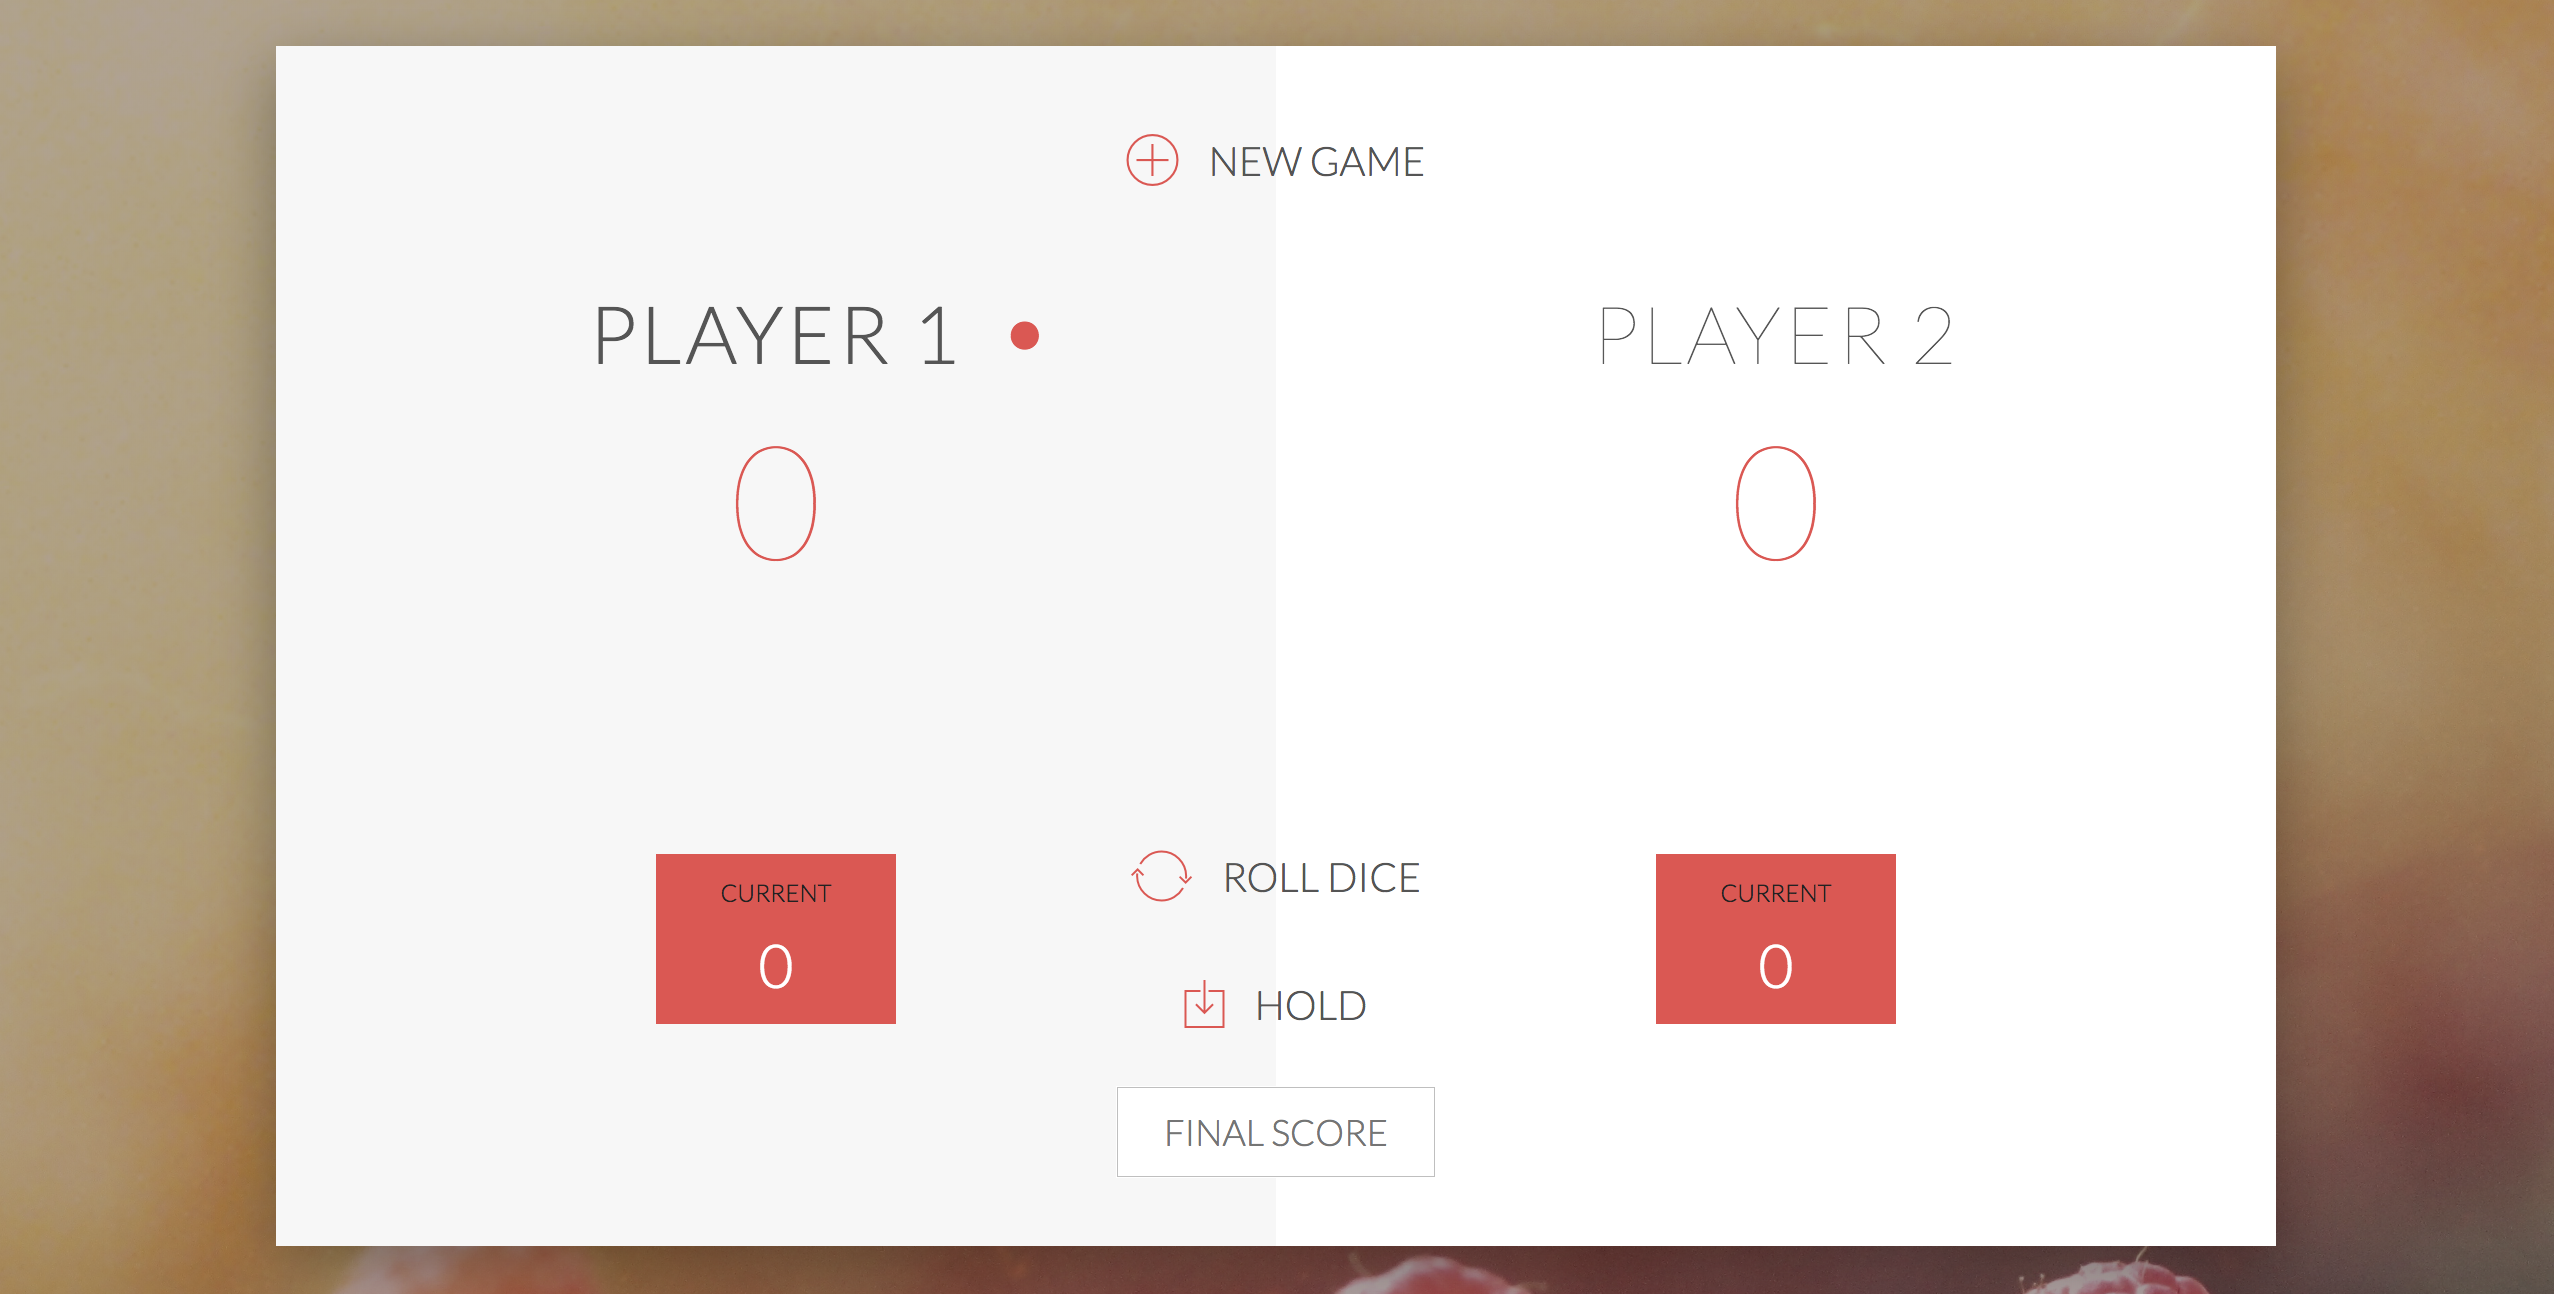 NEW GAME
PLAYER 1
PLAYER 2
0
0
ROLL DICE
CURRENT
CURRENT
0
0
HOLD
FINAL SCORE